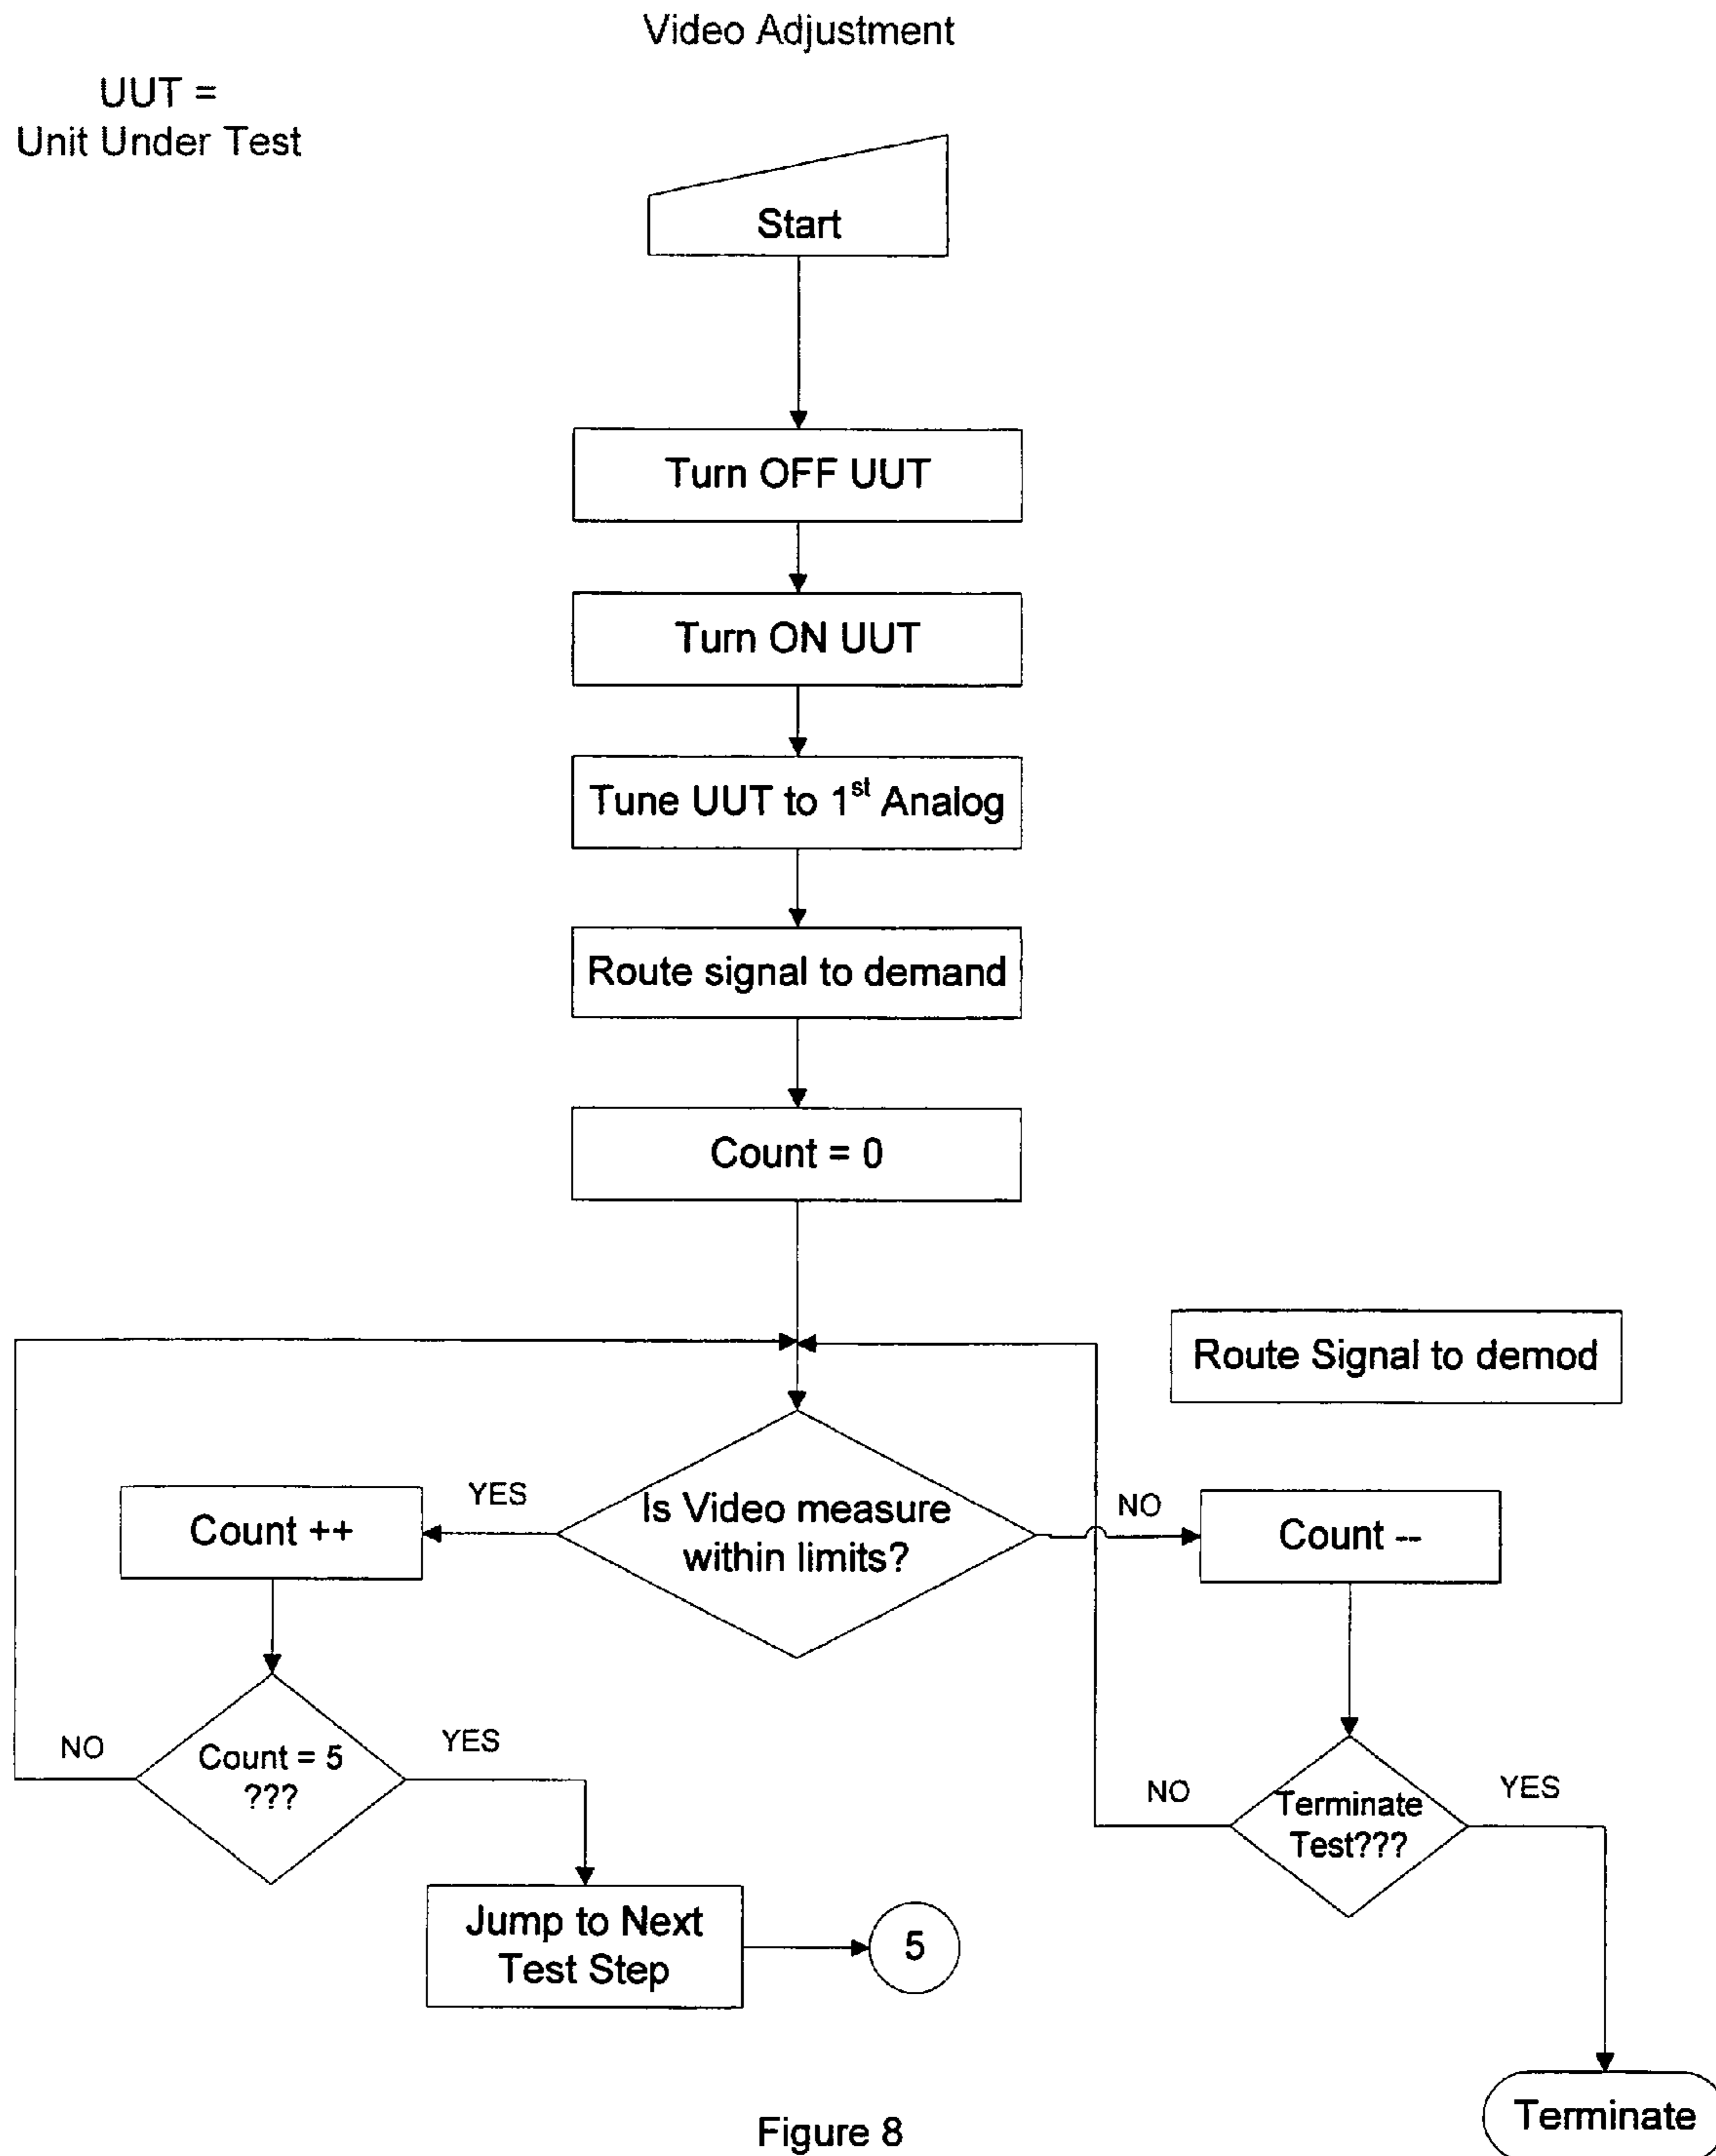 Video Adjustment
UUT =
Unit Under Test
Start
Turn OFF UUT
Turn ON UUT
Tune UUT to 1st Analog
Route signal to demand
Count = 0
Route Signal to demod
YES
Is Video measure
within limits?
NO
Count ++
Count --
NO
Count = 5
???
YES
NO
Terminate
Test???
YES
Jump to Next
Test Step
5
Terminate
Figure 8